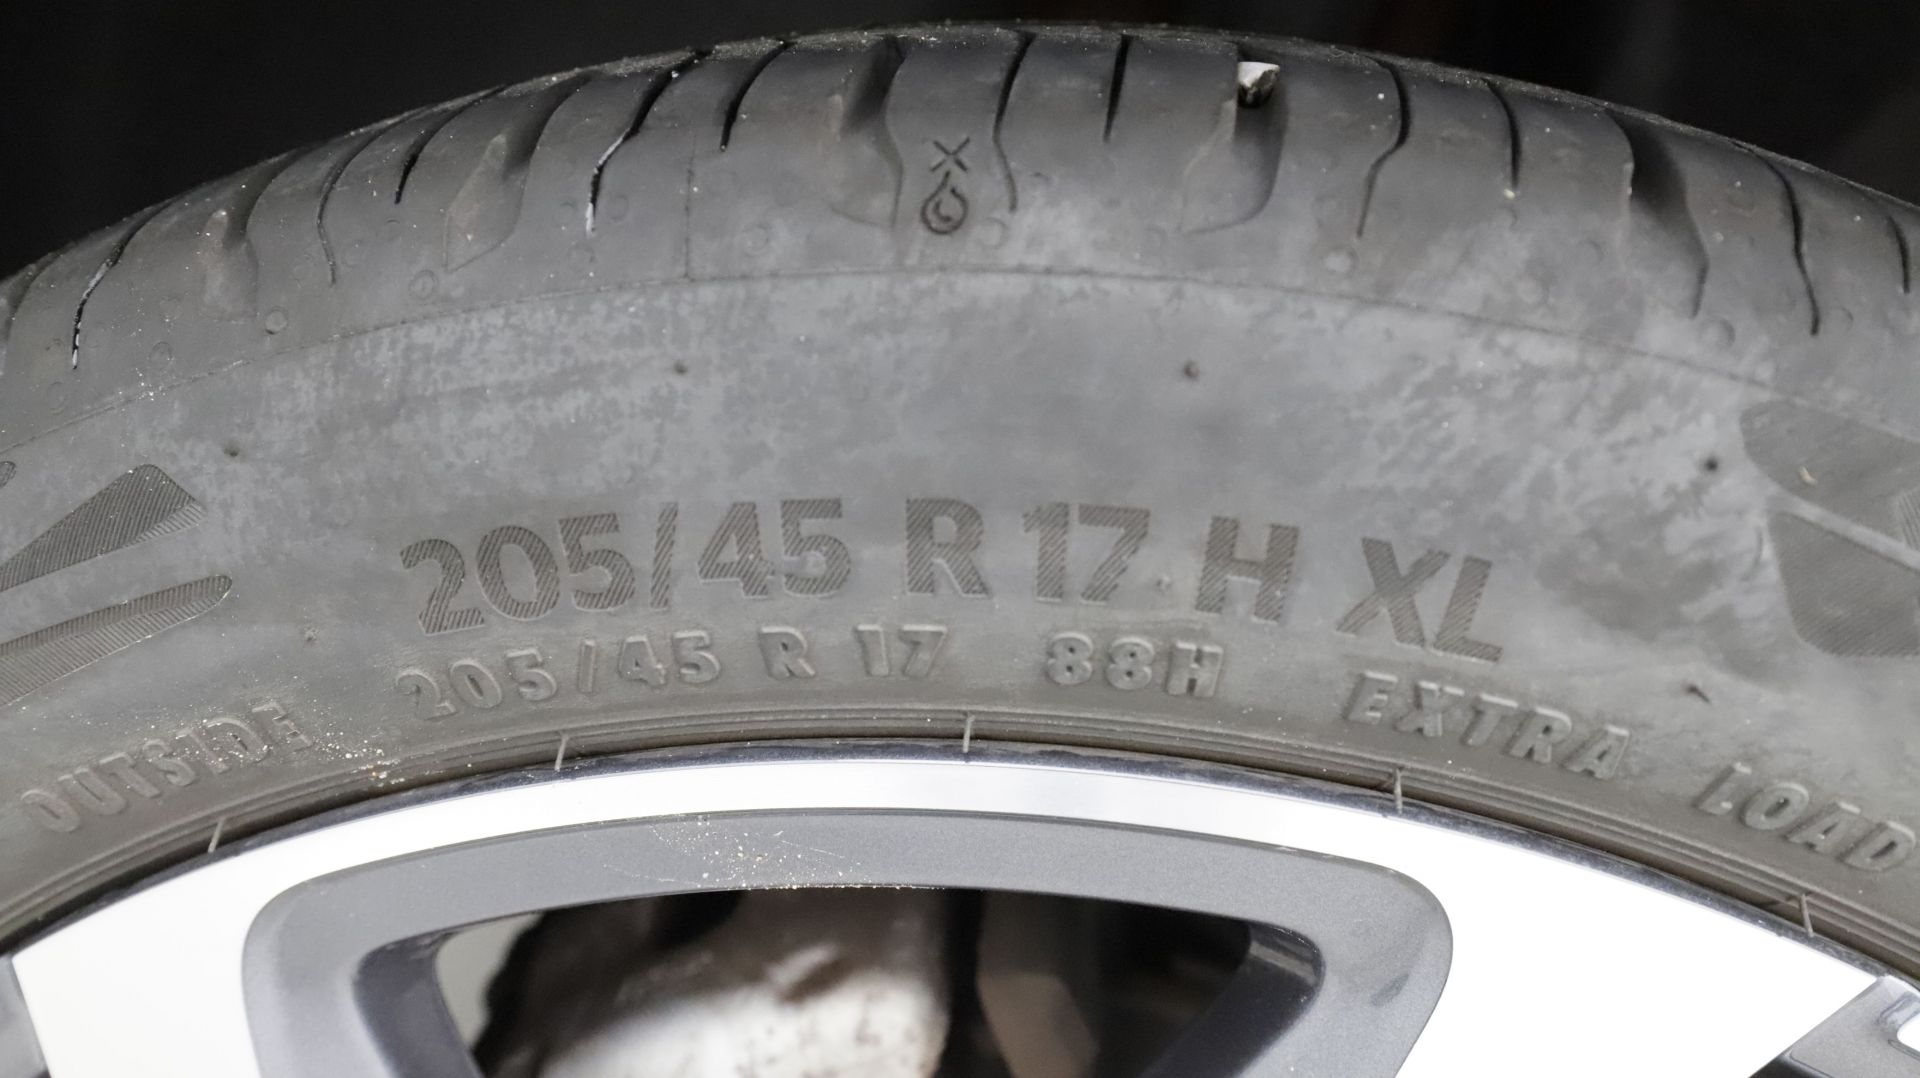 205/45 R 17 H XL
OUTSIDE 205/45 R 17 88H EXTRA LOAD